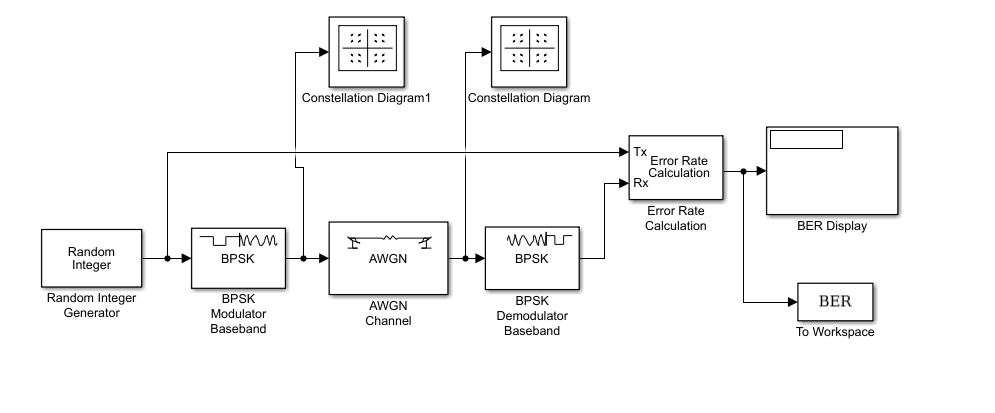 Constellation Diagram1
Constellation Diagram
Tx
Rx
Error Rate
Calculation
Error Rate
Calculation
BER Display
Random
Integer
Random Integer
Generator
BPSK
BPSK
Modulator
Baseband
AWGN
AWGN
Channel
BPSK
BPSK
Demodulator
Baseband
BER
To Workspace